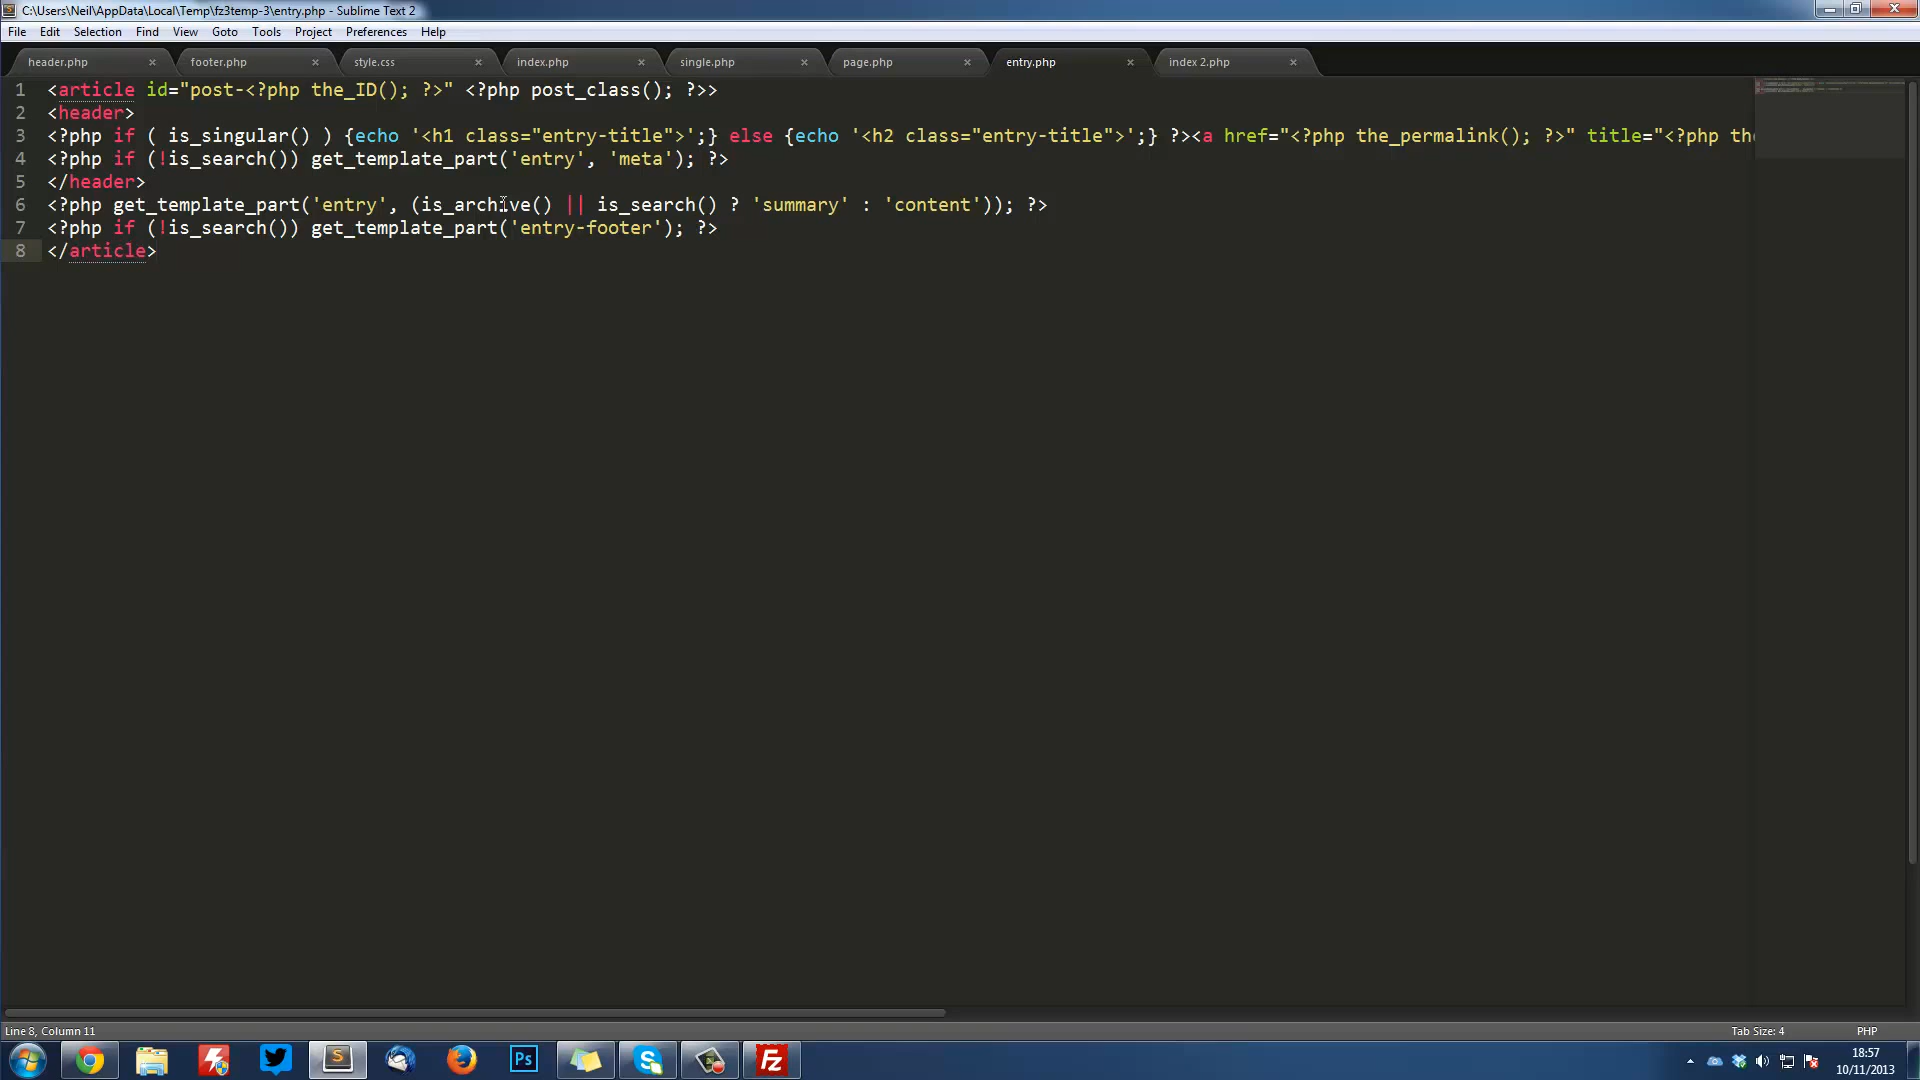 C:\Users\Neil\AppData\Local\Temp\fz3temp-3\entry.php - Sublime Text 2
File Edit Selection Find View Goto Tools Project Preferences Help
header.php × footer.php × style.css × index.php × single.php × page.php × entry.php × index 2.php ×
1 <article id="post-<?php the_ID(); ?>" <?php post_class(); ?>>
2 <header>
3 <?php if ( is_singular() ) {echo '<h1 class="entry-title">';} else {echo '<h2 class="entry-title">';} ?><a href="<?php the_permalink(); ?>" title="<?php the
4 <?php if (!is_search()) get_template_part('entry', 'meta'); ?>
5 </header>
6 <?php get_template_part('entry', (is_archive() || is_search() ? 'summary' : 'content')); ?>
7 <?php if (!is_search()) get_template_part('entry-footer'); ?>
8 </article>
Line 8, Column 11
Tab Size: 4 PHP
S Ps S Fz
18:57
10/11/2013